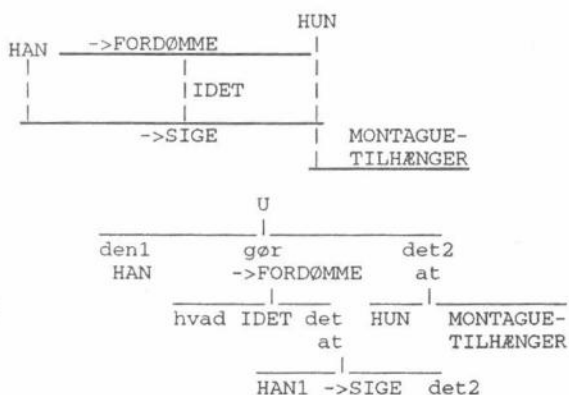 HUN
HAN ->FORDØMME
IDET
->SIGE MONTAGUE-
TILHÆNGER
U
den1 gør det2
HAN ->FORDØMME at
hvad IDET det HUN MONTAGUE-
at TILHÆNGER
HAN1 ->SIGE det2